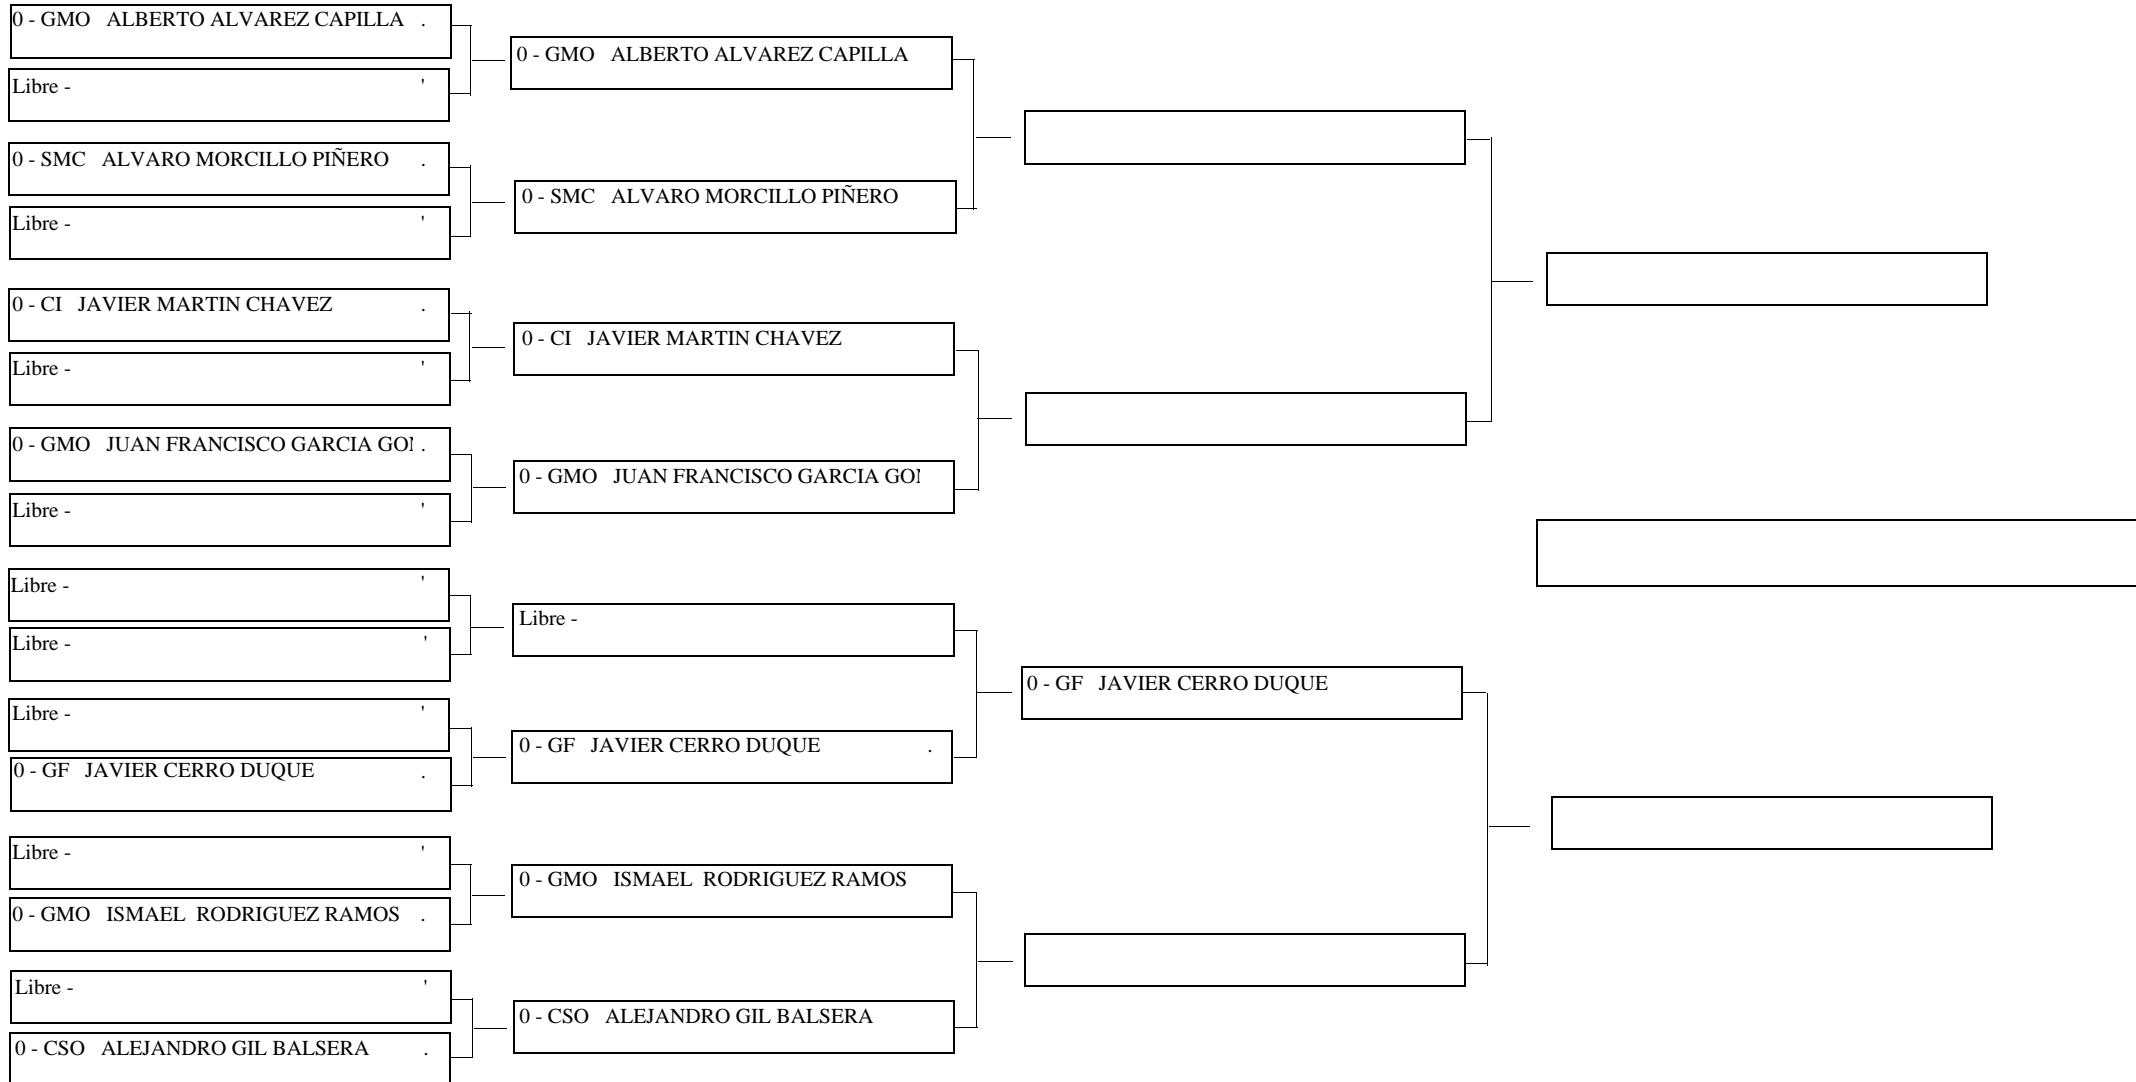 0 - GMO   ALBERTO ALVAREZ CAPILLA   .
Libre -   '
0 - SMC   ALVARO MORCILLO PIÑERO   .
Libre -   '
0 - CI   JAVIER MARTIN CHAVEZ   .
Libre -   '
0 - GMO   JUAN FRANCISCO GARCIA   .
Libre -   '
Libre -   '
Libre -   '
Libre -   '
0 - GF   JAVIER CERRO DUQUE   .
Libre -   '
0 - GMO   ISMAEL  RODRIGUEZ RAMOS   .
Libre -   '
0 - CSO   ALEJANDRO GIL BALSERA   .
0 - GMO   ALBERTO ALVAREZ CAPILLA
0 - SMC   ALVARO MORCILLO PIÑERO
0 - CI   JAVIER MARTIN CHAVEZ
0 - GMO   JUAN FRANCISCO GARCIA
Libre -
0 - GF   JAVIER CERRO DUQUE   .
0 - GMO   ISMAEL  RODRIGUEZ RAMOS
0 - CSO   ALEJANDRO GIL BALSERA
0 - GF   JAVIER CERRO DUQUE